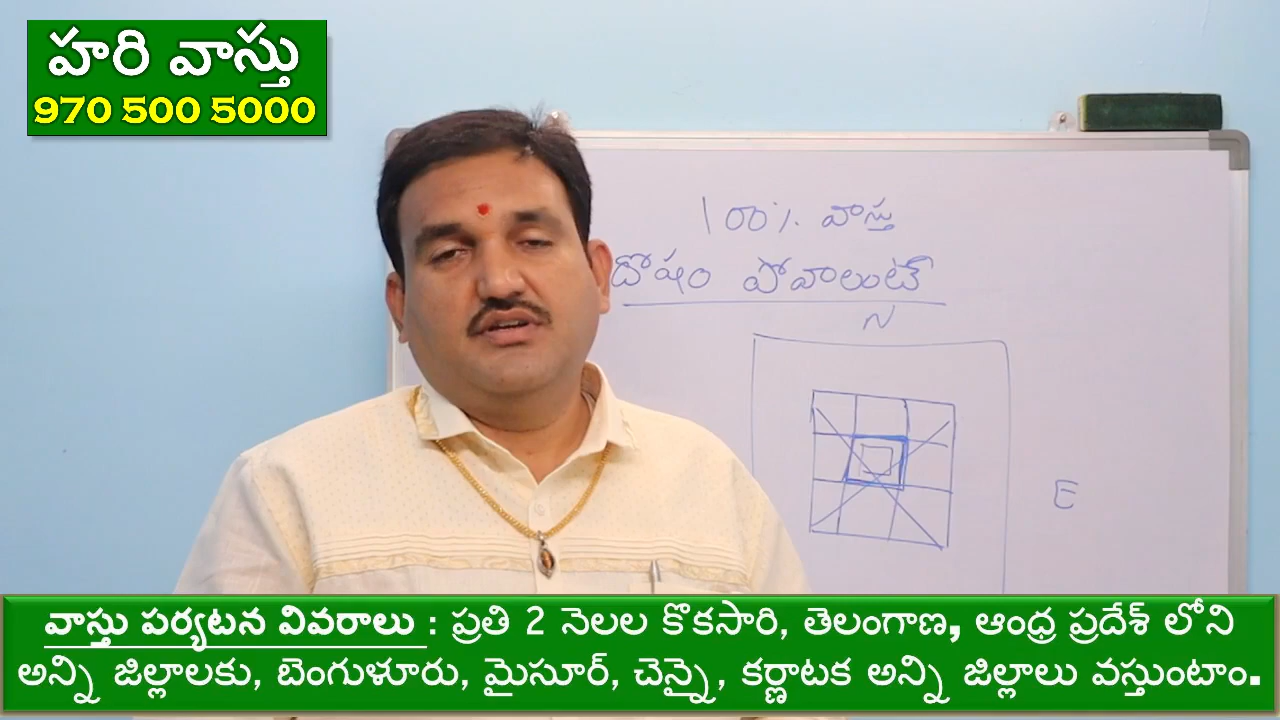 హరి వాస్తు
970 500 5000
100% వాస్తు
దోషం పోవాలంటే
N
E
వాస్తు పర్యటన వివరాలు : ప్రతి 2 నెలల కొకసారి, తెలంగాణ, ఆంధ్ర ప్రదేశ్ లోని
అన్ని జిల్లాలకు, బెంగుళూరు, మైసూర్, చెన్నై, కర్ణాటక అన్ని జిల్లాలు వస్తుంటాం.